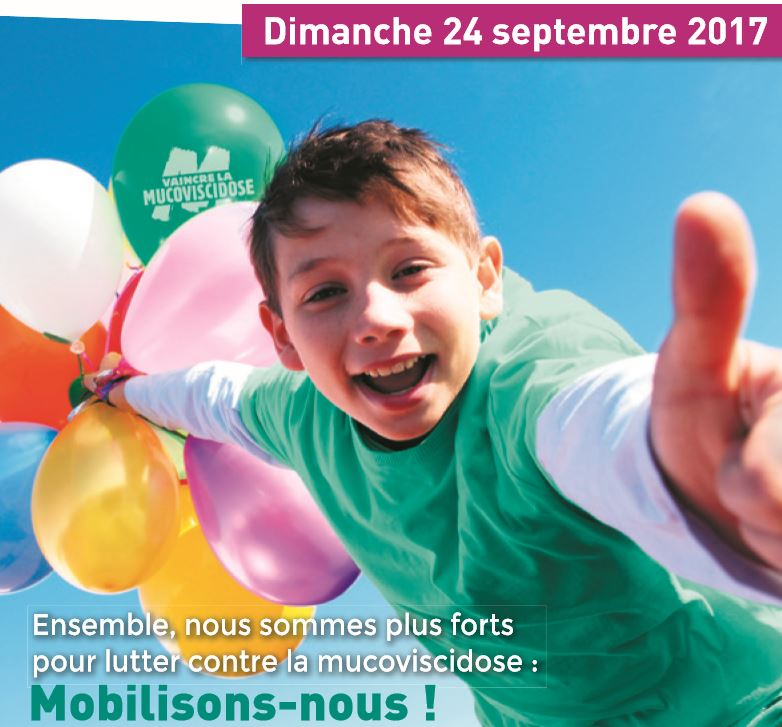 Dimanche 24 septembre 2017
VAINCRE LA
MUCOVISCIDOSE
Ensemble, nous sommes plus forts
pour lutter contre la mucoviscidose :
Mobilisons-nous !